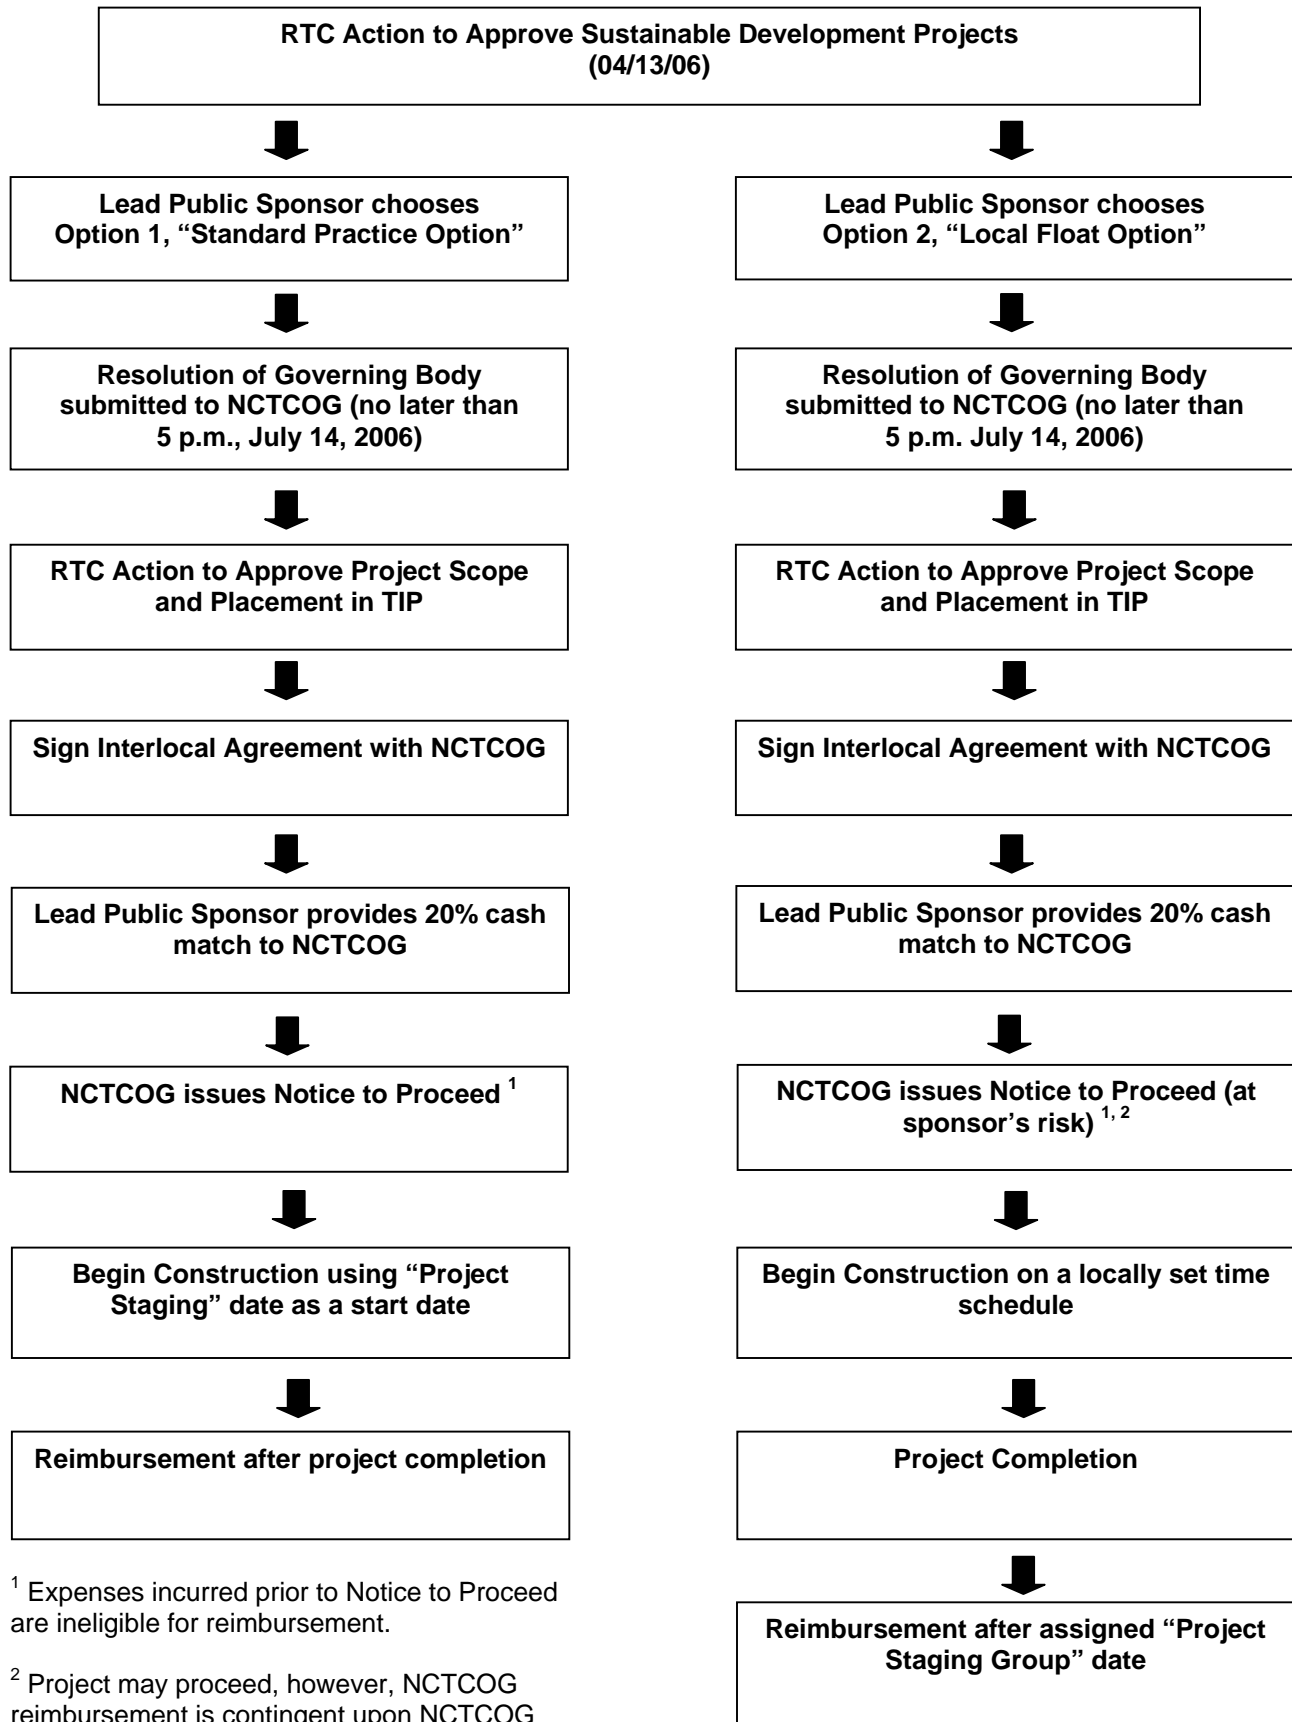 RTC Action to Approve Sustainable Development Projects
(04/13/06)
Lead Public Sponsor chooses
Option 1, “Standard Practice Option”
Resolution of Governing Body
submitted to NCTCOG (no later than
5 p.m., July 14, 2006)
RTC Action to Approve Project Scope
and Placement in TIP
Sign Interlocal Agreement with NCTCOG
Lead Public Sponsor provides 20% cash
match to NCTCOG
NCTCOG issues Notice to Proceed 1
Begin Construction using “Project
Staging” date as a start date
Reimbursement after project completion
Lead Public Sponsor chooses
Option 2, “Local Float Option”
Resolution of Governing Body
submitted to NCTCOG (no later than
5 p.m. July 14, 2006)
RTC Action to Approve Project Scope
and Placement in TIP
Sign Interlocal Agreement with NCTCOG
Lead Public Sponsor provides 20% cash
match to NCTCOG
NCTCOG issues Notice to Proceed (at
sponsor’s risk) 1, 2
Begin Construction on a locally set time
schedule
Project Completion
Reimbursement after assigned “Project
Staging Group” date
1 Expenses incurred prior to Notice to Proceed
are ineligible for reimbursement.
2 Project may proceed, however, NCTCOG
reimbursement is contingent upon NCTCOG